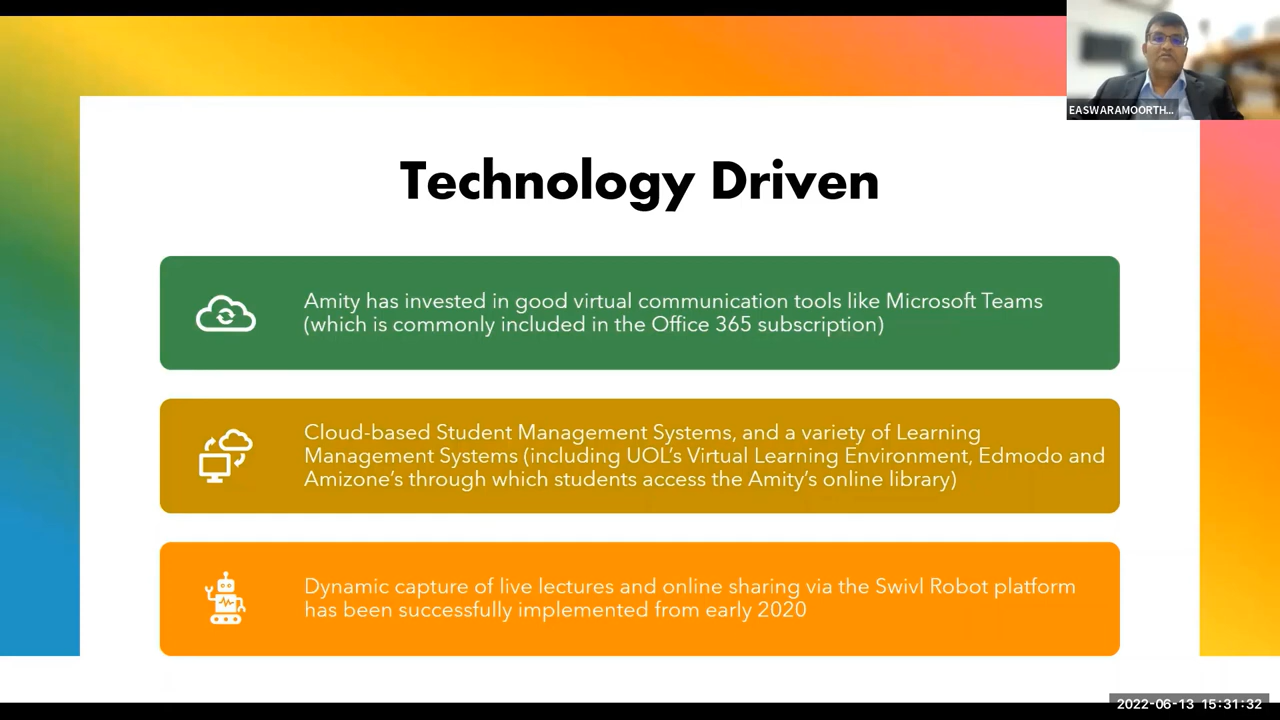 EASWARAMOORTH...
Technology Driven
Amity has invested in good virtual communication tools like Microsoft Teams
(which is commonly included in the Office 365 subscription)
Cloud-based Student Management Systems, and a variety of Learning
Management Systems (including UOL's Virtual Learning Environment, Edmodo and
Amizone's through which students access the Amity's online library)
Dynamic capture of live lectures and online sharing via the Swivl Robot platform
has been successfully implemented from early 2020
2022-06-13 15:31:32